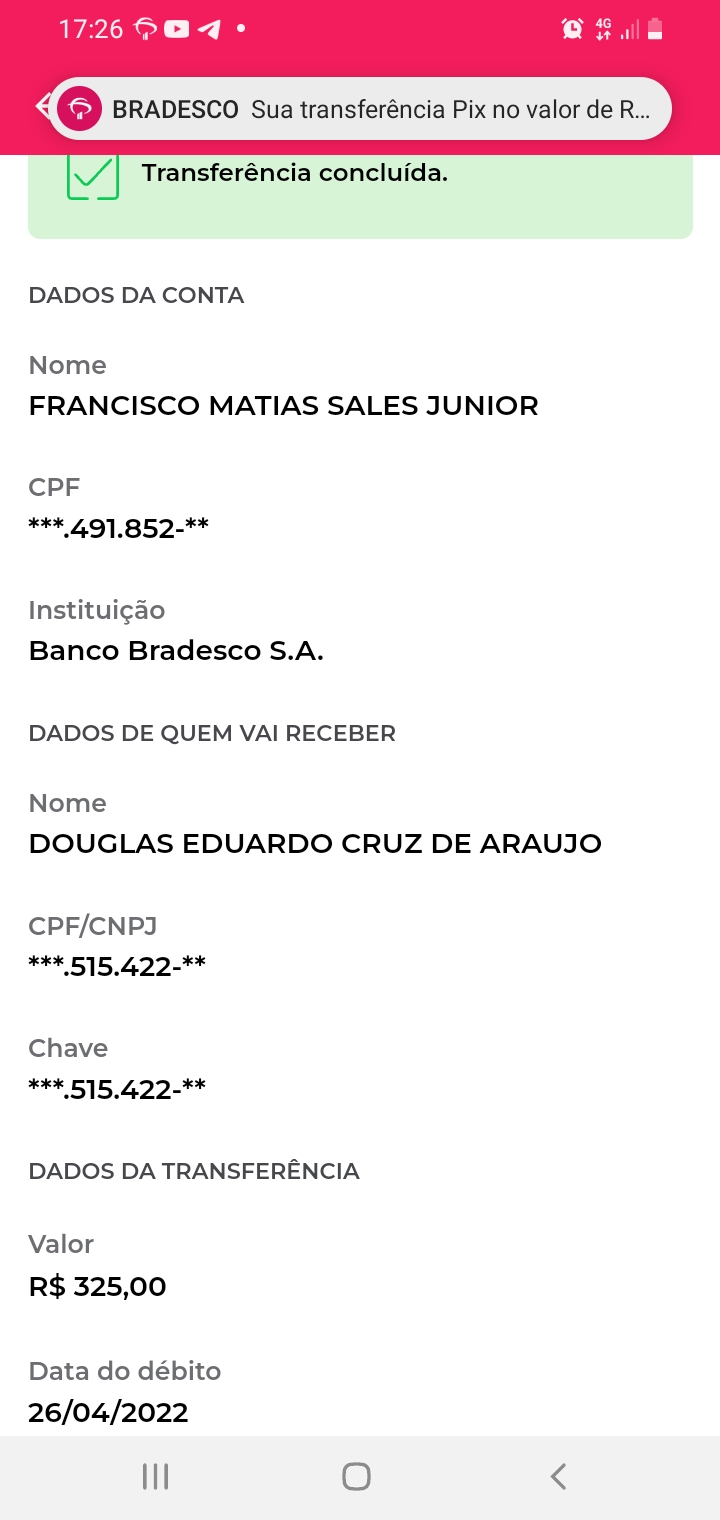 17:26
4G
BRADESCO Sua transferência Pix no valor de R...
Transferência concluída.
DADOS DA CONTA
Nome
FRANCISCO MATIAS SALES JUNIOR
CPF
***.491.852-**
Instituição
Banco Bradesco S.A.
DADOS DE QUEM VAI RECEBER
Nome
DOUGLAS EDUARDO CRUZ DE ARAUJO
CPF/CNPJ
***.515.422-**
Chave
***.515.422-**
DADOS DA TRANSFERÊNCIA
Valor
R$ 325,00
Data do débito
26/04/2022